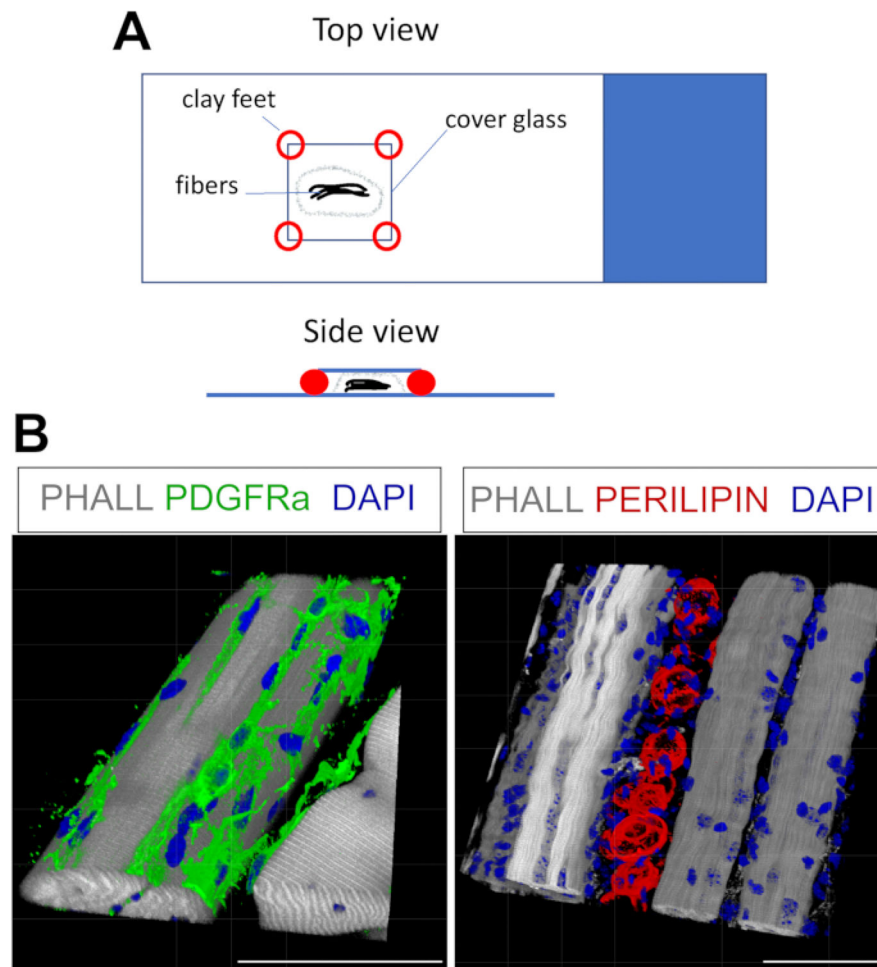 A
Top view
clay feet
cover glass
fibers
Side view
B
PHALL PDGFRa DAPI
PHALL PERILIPIN DAPI